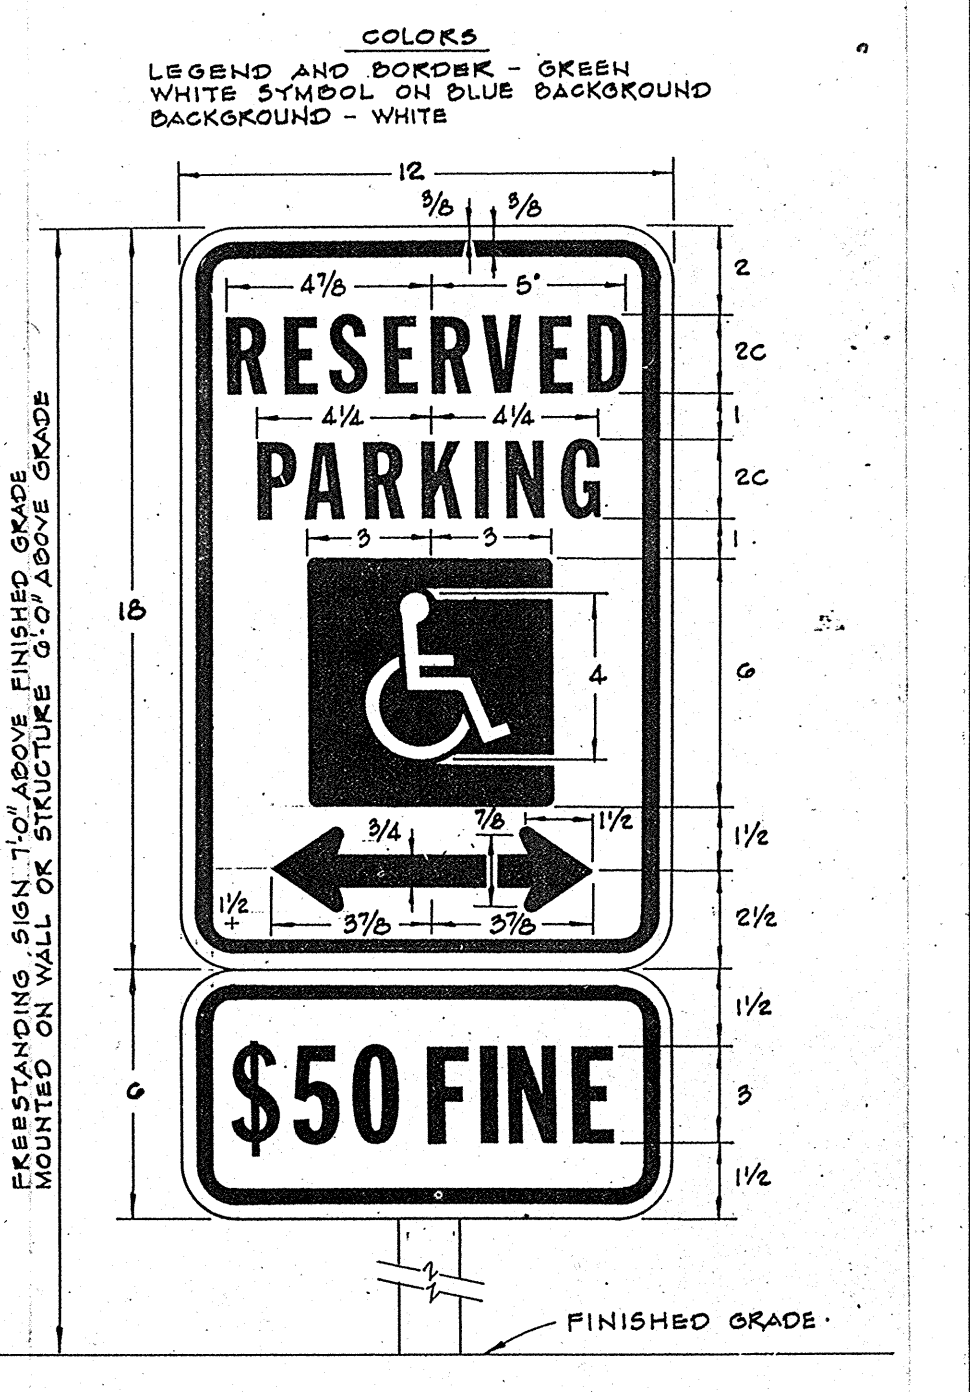 COLORS
LEGEND AND BORDER - GREEN
WHITE SYMBOL ON BLUE BACKGROUND
BACKGROUND - WHITE
12
3/8 3/8
2
4 7/8 5"
RESERVED
2C
4 1/4 4 1/4
1
PARKING
2C
3 3
1
18
4
6
3/4 7/8 1 1/2
1 1/2
1 1/2
+
3 7/8 3 7/8
2 1/2
1 1/2
$50 FINE
6
3
1 1/2
FINISHED GRADE
FREESTANDING SIGN 7'-0" ABOVE FINISHED GRADE
MOUNTED ON WALL OR STRUCTURE 6'-0" ABOVE GRADE